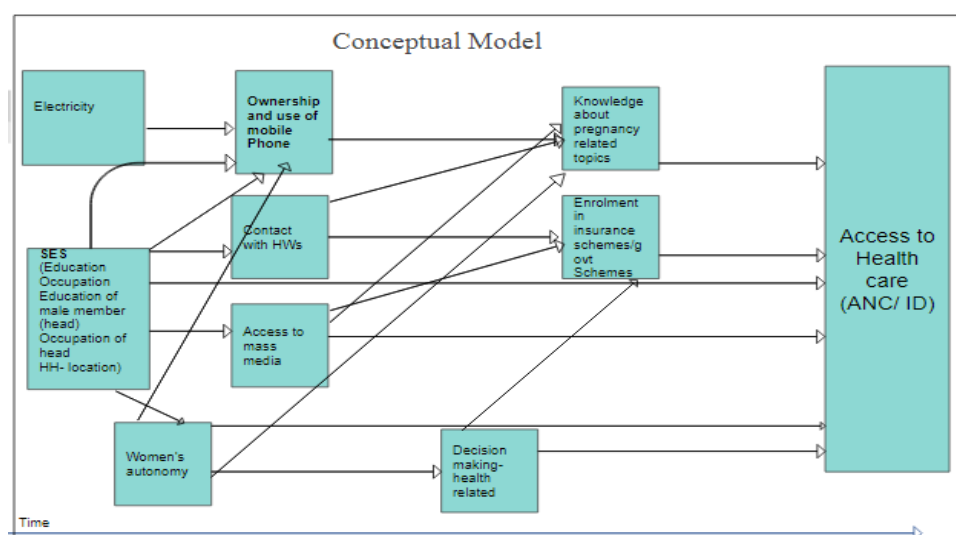 Conceptual Model
Electricity
Ownership
and use of
mobile
Phone
Knowledge
about
pregnancy
related
topics
SES
(Education
Occupation
Education of
male member
(head)
Occupation of
head
HH- location)
Contact
with HWs
Enrolment
in
insurance
schemes/g
ovt
Schemes
Access to
mass
media
Women's
autonomy
Decision
making-
health
related
Access to
Health
care
(ANC/ ID)
Time